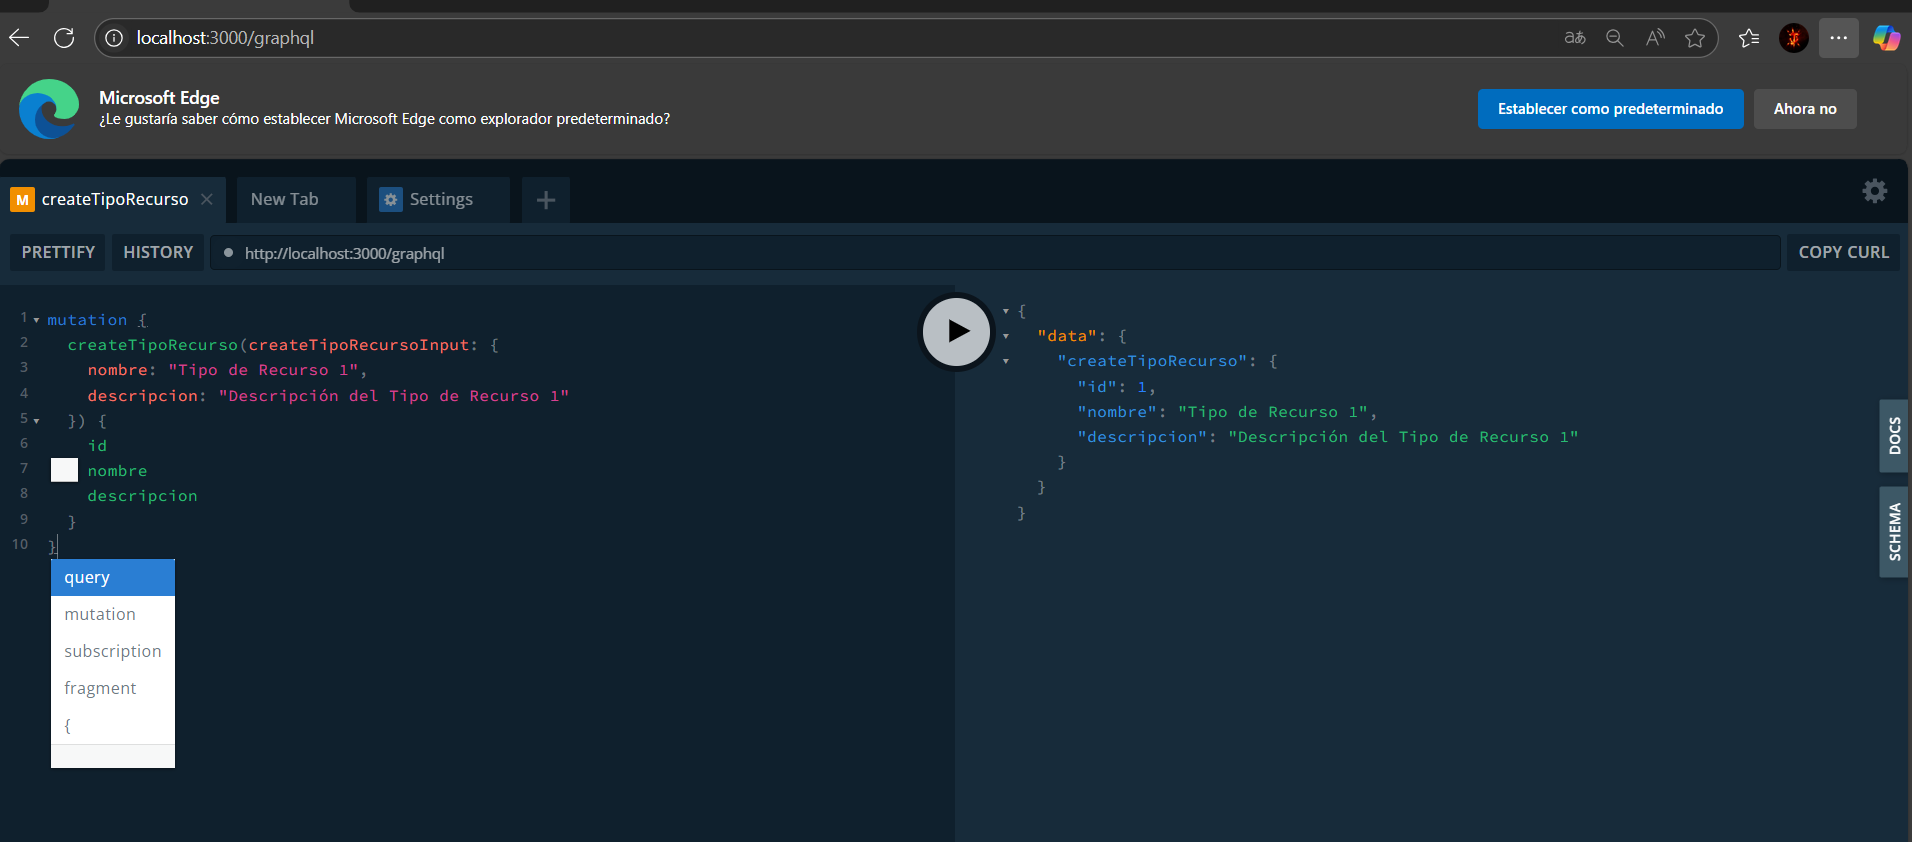 localhost:3000/graphql
Microsoft Edge
¿Le gustaría saber cómo establecer Microsoft Edge como explorador predeterminado?
Establecer como predeterminado
Ahora no
M createTipoRecurso
New Tab
Settings
PRETTIFY
HISTORY
http://localhost:3000/graphql
COPY CURL
1 mutation {
2 createTipoRecurso(createTipoRecursoInput: {
3 nombre: "Tipo de Recurso 1",
4 descripcion: "Descripción del Tipo de Recurso 1"
5 }) {
6 id
7 nombre
8 descripcion
9 }
10 }
query
mutation
subscription
fragment
{
{
"data": {
"createTipoRecurso": {
"id": 1,
"nombre": "Tipo de Recurso 1",
"descripcion": "Descripción del Tipo de Recurso 1"
}
}
}
DOCS
SCHEMA